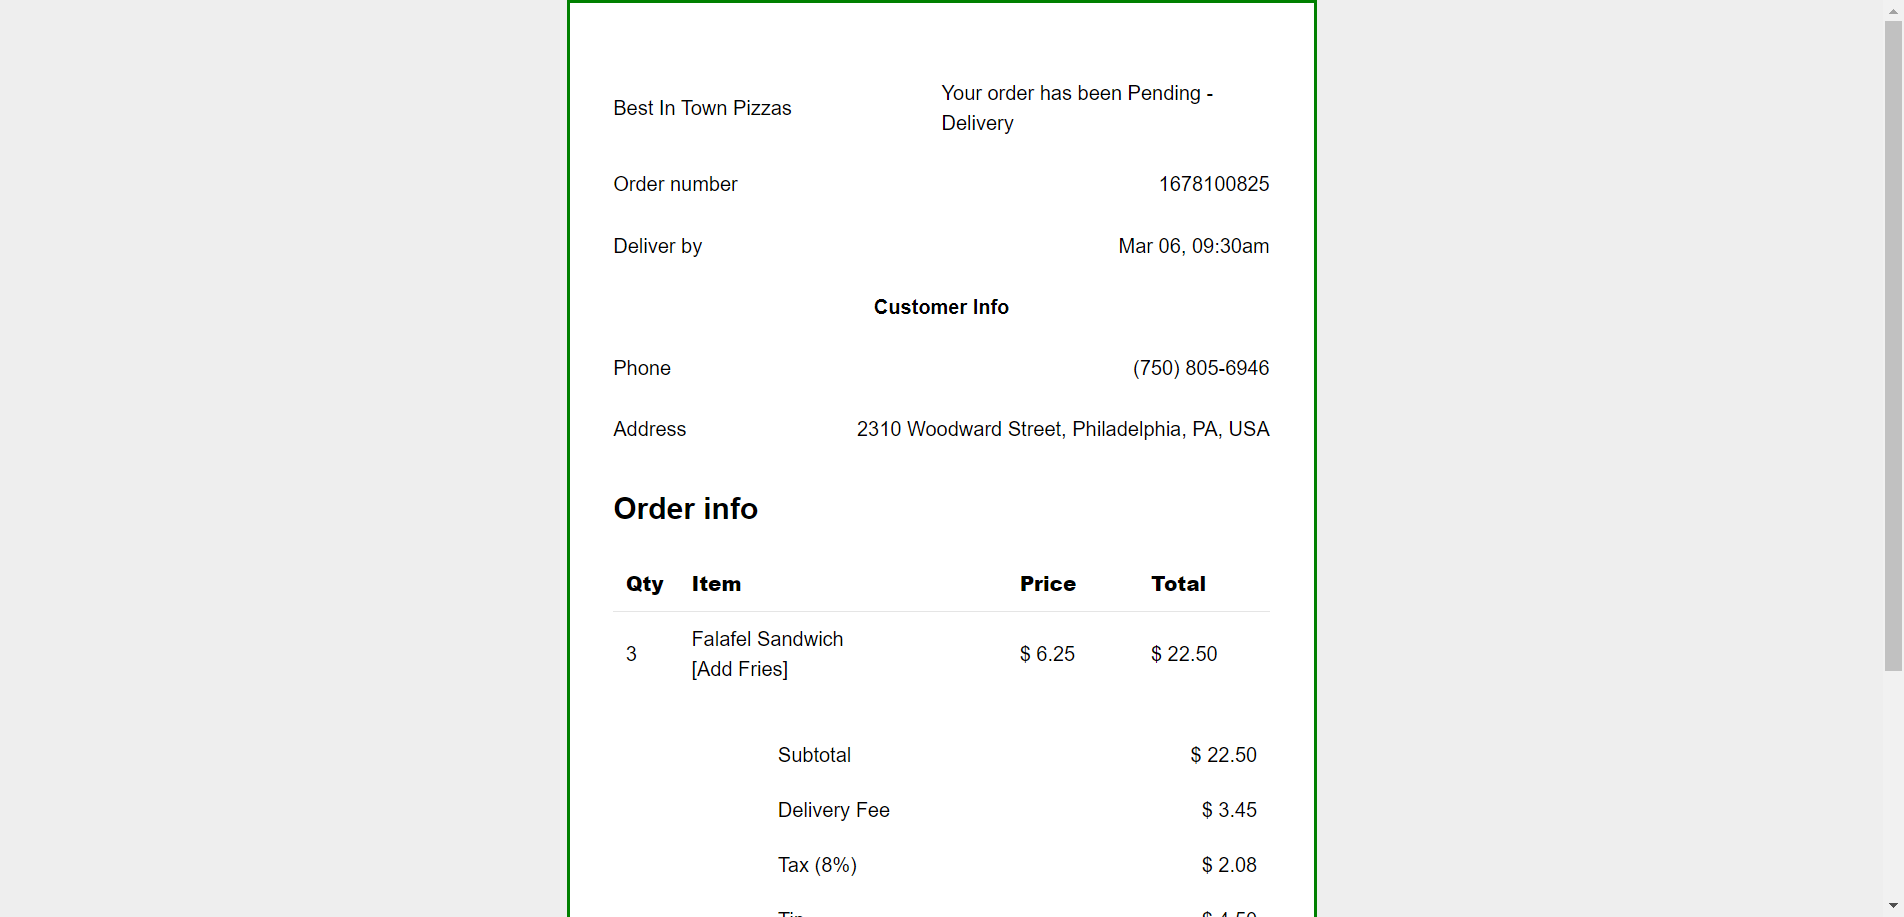 Best In Town Pizzas
Your order has been Pending -
Delivery
Order number 1678100825
Deliver by Mar 06, 09:30am
Customer Info
Phone (750) 805-6946
Address 2310 Woodward Street, Philadelphia, PA, USA
Order info
Qty Item Price Total
3 Falafel Sandwich [Add Fries] $ 6.25 $ 22.50
Subtotal $ 22.50
Delivery Fee $ 3.45
Tax (8%) $ 2.08
Tip $ 4.50